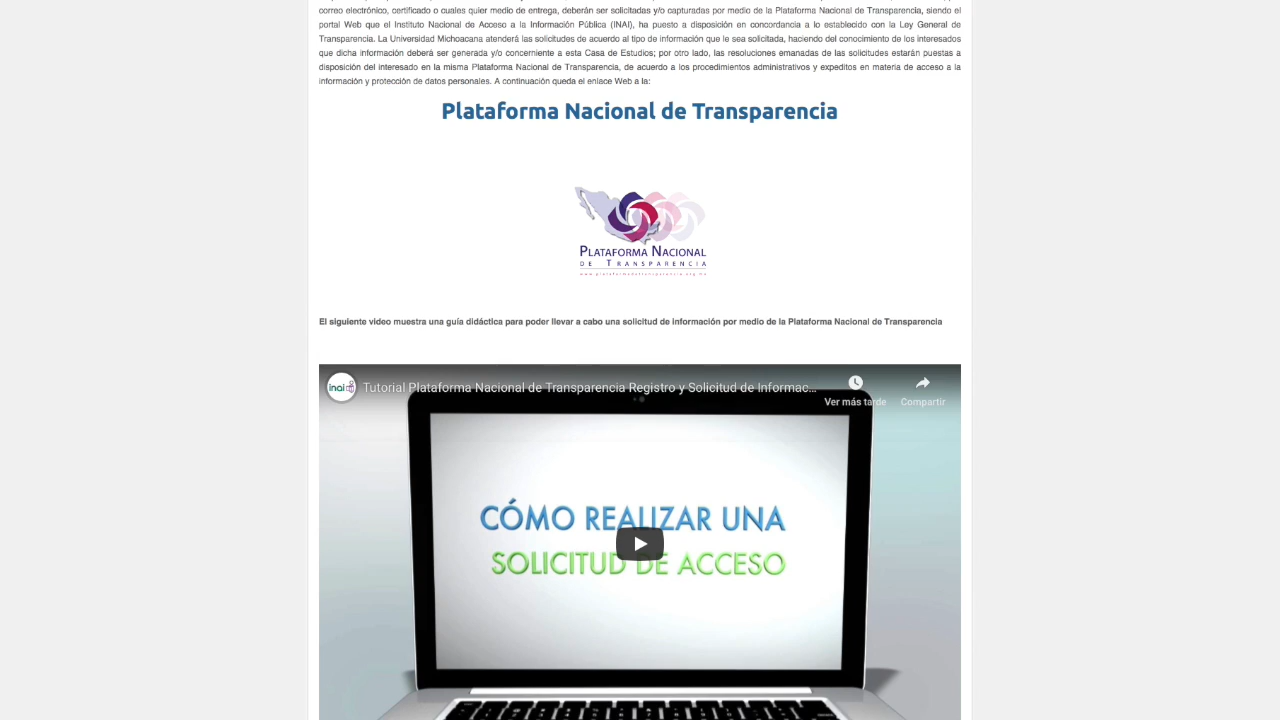 correo electrónico, certificado o cuales quier medio de entrega, deberán ser solicitadas y/o capturadas por medio de la Plataforma Nacional de Transparencia, siendo el
portal Web que el Instituto Nacional de Acceso a la Información Pública (INAI), ha puesto a disposición en concordancia a lo establecido con la Ley General de
Transparencia. La Universidad Michoacana atenderá las solicitudes de acuerdo al tipo de información que le sea solicitada, haciendo del conocimiento de los interesados
que dicha información deberá ser generada y/o concerniente a esta Casa de Estudios; por otro lado, las resoluciones emanadas de las solicitudes estarán puestas a
disposición del interesado en la misma Plataforma Nacional de Transparencia, de acuerdo a los procedimientos administrativos y expeditos en materia de acceso a la
información y protección de datos personales. A continuación queda el enlace Web a la:
Plataforma Nacional de Transparencia
PLATAFORMA NACIONAL
DE TRANSPARENCIA
www.plataformadetransparencia.org.mx
El siguiente video muestra una guía didáctica para poder llevar a cabo una solicitud de información por medio de la Plataforma Nacional de Transparencia
inai
Tutorial Plataforma Nacional de Transparencia Registro y Solicitud de Informac...
Ver más tarde
Compartir
CÓMO REALIZAR UNA
SOLICITUD DE ACCESO